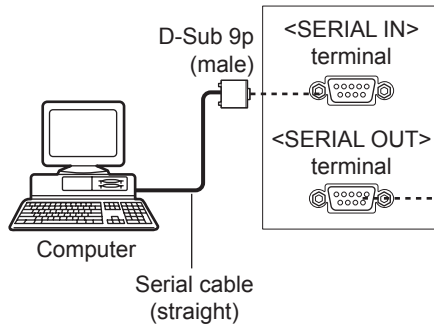 D-Sub 9p
(male)
<SERIAL IN>
terminal
<SERIAL OUT>
terminal
Computer
Serial cable
(straight)